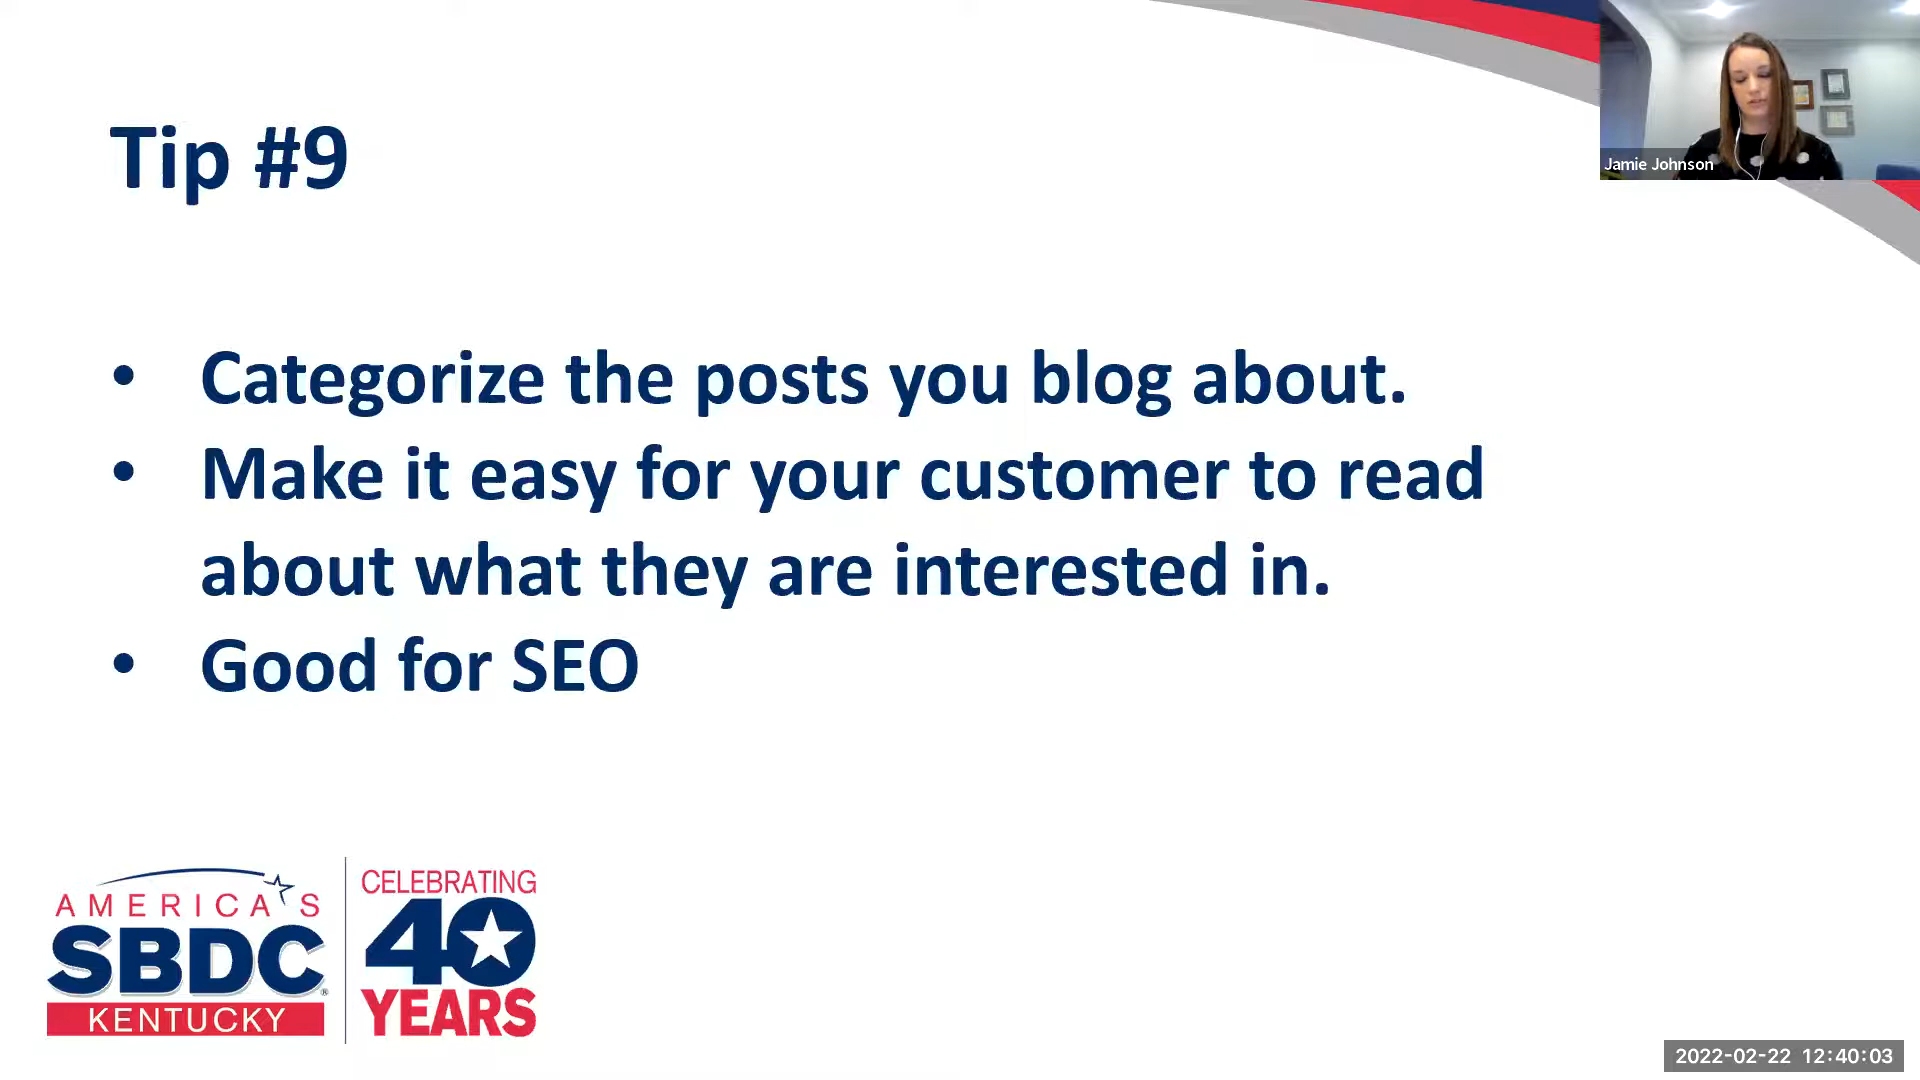 Tip #9
Jamie Johnson
• Categorize the posts you blog about.
• Make it easy for your customer to read
about what they are interested in.
• Good for SEO
AMERICA'S
SBDC®
KENTUCKY
CELEBRATING
40
YEARS
2022-02-22 12:40:03